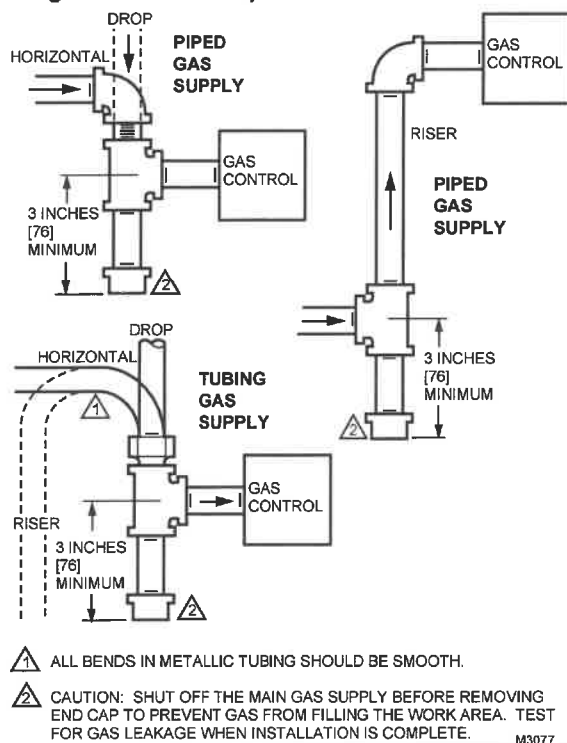 DROP
HORIZONTAL
PIPED
GAS
SUPPLY
GAS
CONTROL
3 INCHES
[76]
MINIMUM
2
GAS
CONTROL
RISER
PIPED
GAS
SUPPLY
3 INCHES
[76]
MINIMUM
2
DROP
HORIZONTAL
TUBING
GAS
SUPPLY
1
GAS
CONTROL
RISER
3 INCHES
[76]
MINIMUM
2
1 ALL BENDS IN METALLIC TUBING SHOULD BE SMOOTH.
2 CAUTION: SHUT OFF THE MAIN GAS SUPPLY BEFORE REMOVING
END CAP TO PREVENT GAS FROM FILLING THE WORK AREA. TEST
FOR GAS LEAKAGE WHEN INSTALLATION IS COMPLETE.
M3077